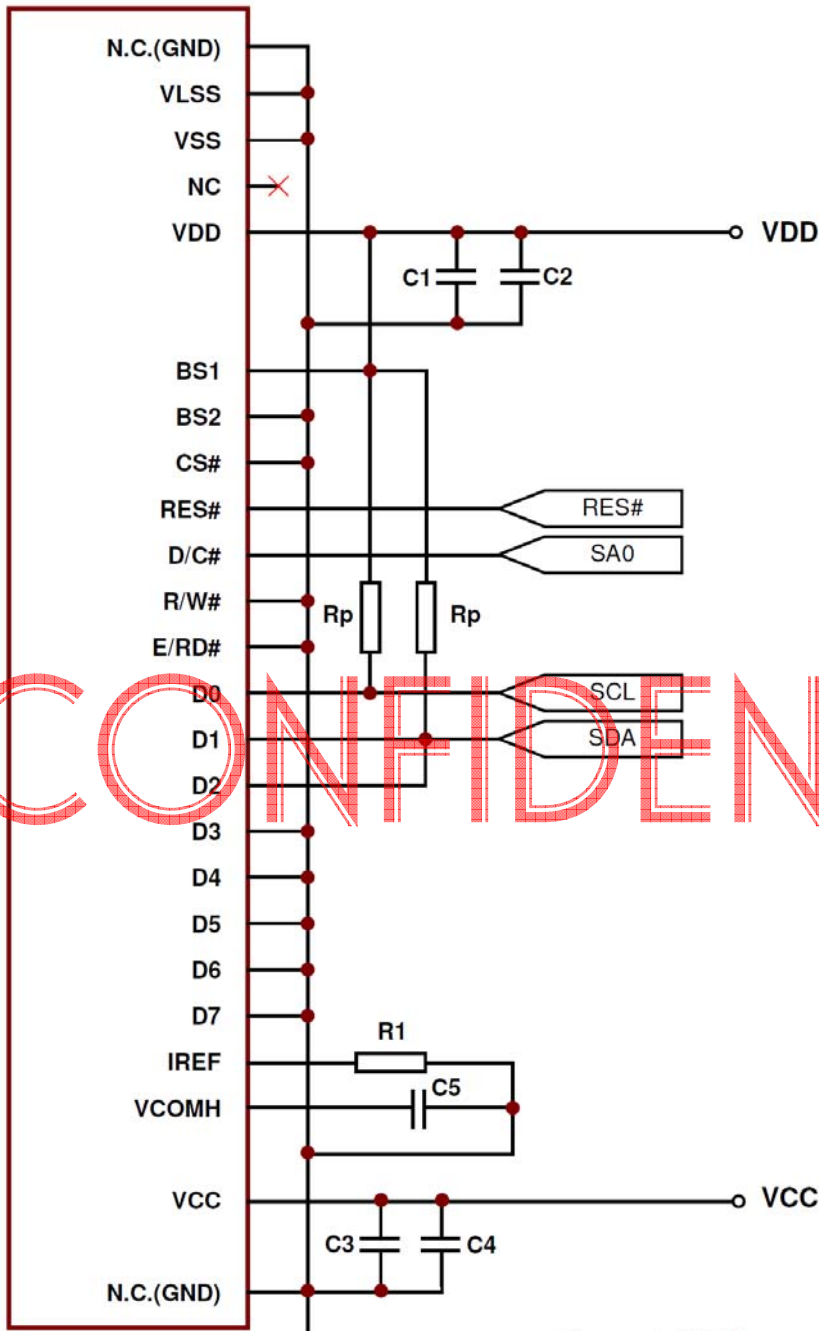 N.C.(GND)
VLSS
VSS
NC
VDD
VDD
C1
C2
BS1
BS2
CS#
RES#
RES#
D/C#
SA0
R/W#
Rp
Rp
E/RD#
D0
SCL
CONFIDEN
D1
SDA
D2
D3
D4
D5
D6
D7
R1
IREF
C5
VCOMH
VCC
VCC
C3
C4
N.C.(GND)